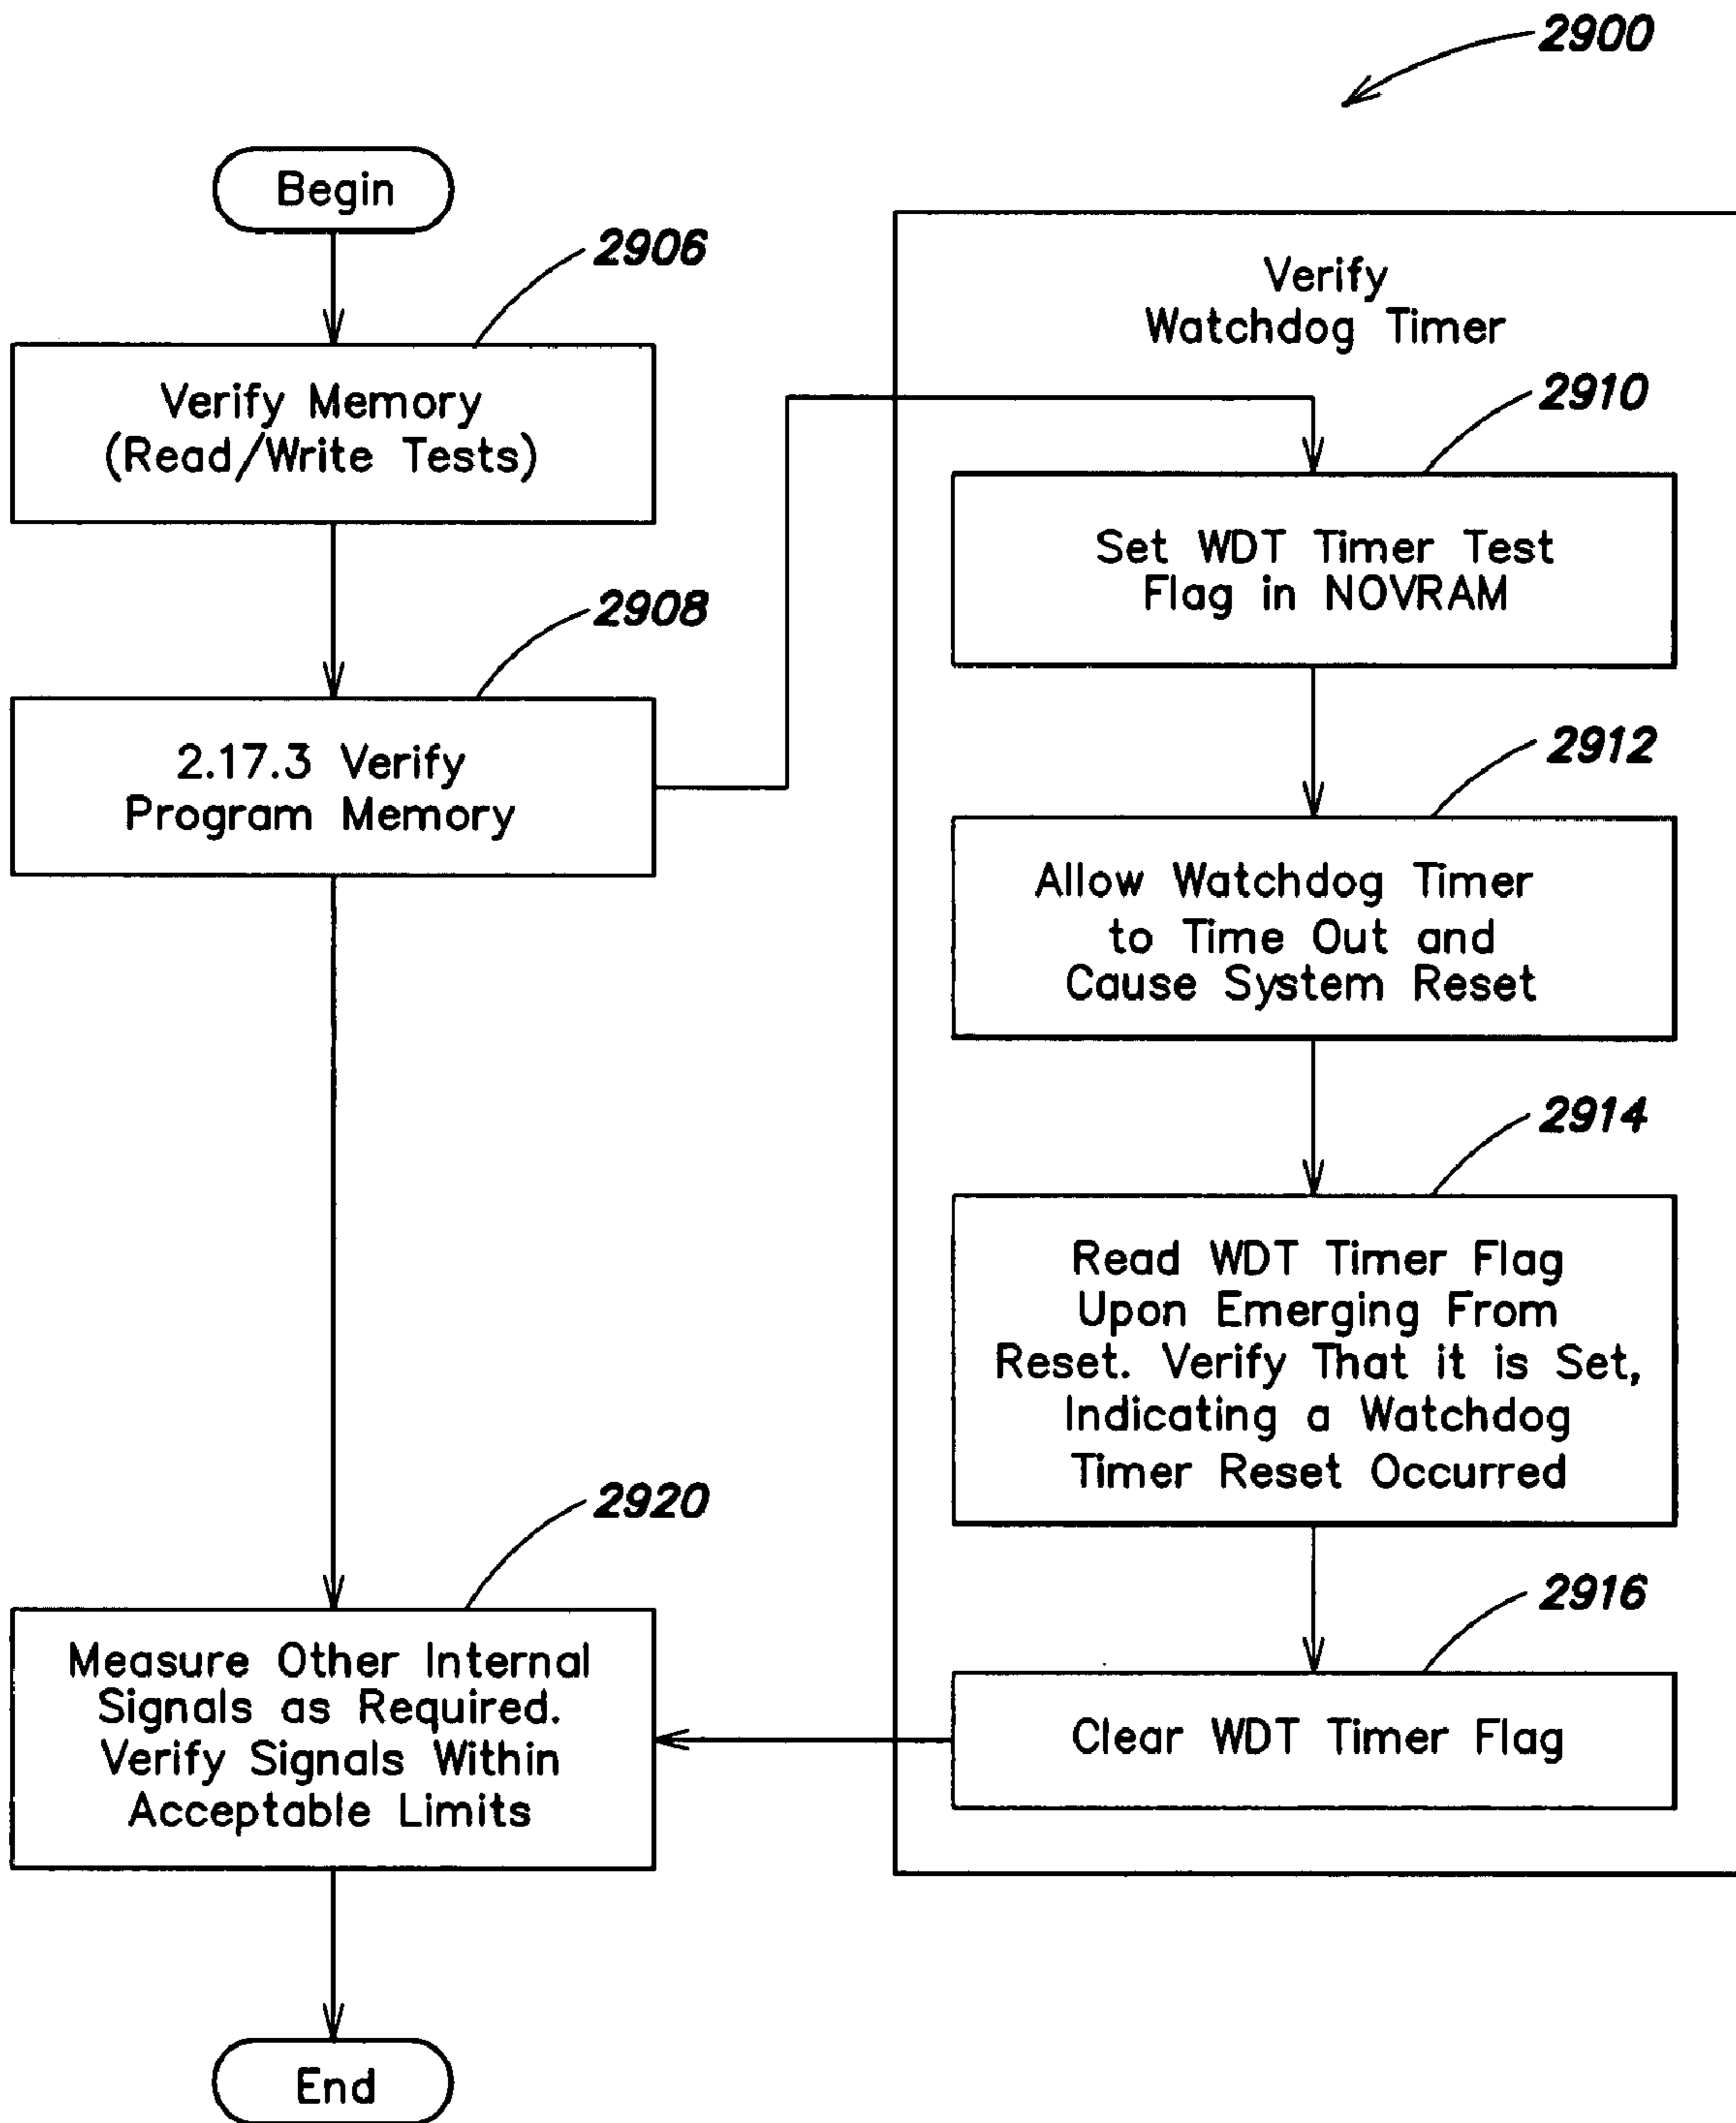 2900
Begin
2906
Verify Memory
(Read/Write Tests)
2908
2.17.3 Verify
Program Memory
Verify
Watchdog Timer
2910
Set WDT Timer Test
Flag in NOVRAM
2912
Allow Watchdog Timer
to Time Out and
Cause System Reset
2914
Read WDT Timer Flag
Upon Emerging From
Reset. Verify That it is Set,
Indicating a Watchdog
Timer Reset Occurred
2916
Clear WDT Timer Flag
2920
Measure Other Internal
Signals as Required.
Verify Signals Within
Acceptable Limits
End